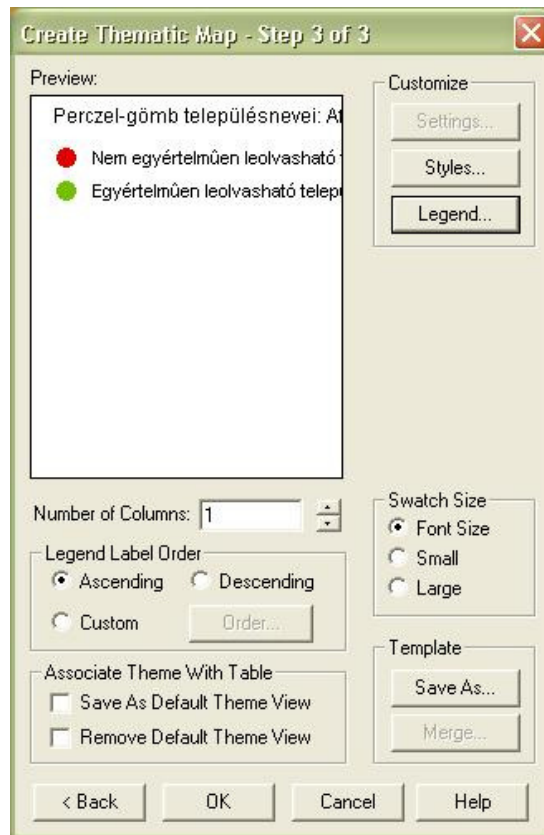 Create Thematic Map - Step 3 of 3
Preview:
Perczel-gömb településnevei:
Nem egyértelmûen leolvasható
Egyértelmûen leolvasható
Customize
Settings...
Styles...
Legend...
Number of Columns: 1
Swatch Size
Font Size
Small
Large
Legend Label Order
Ascending
Descending
Custom
Order...
Template
Save As...
Merge...
Associate Theme With Table
Save As Default Theme View
Remove Default Theme View
< Back
OK
Cancel
Help